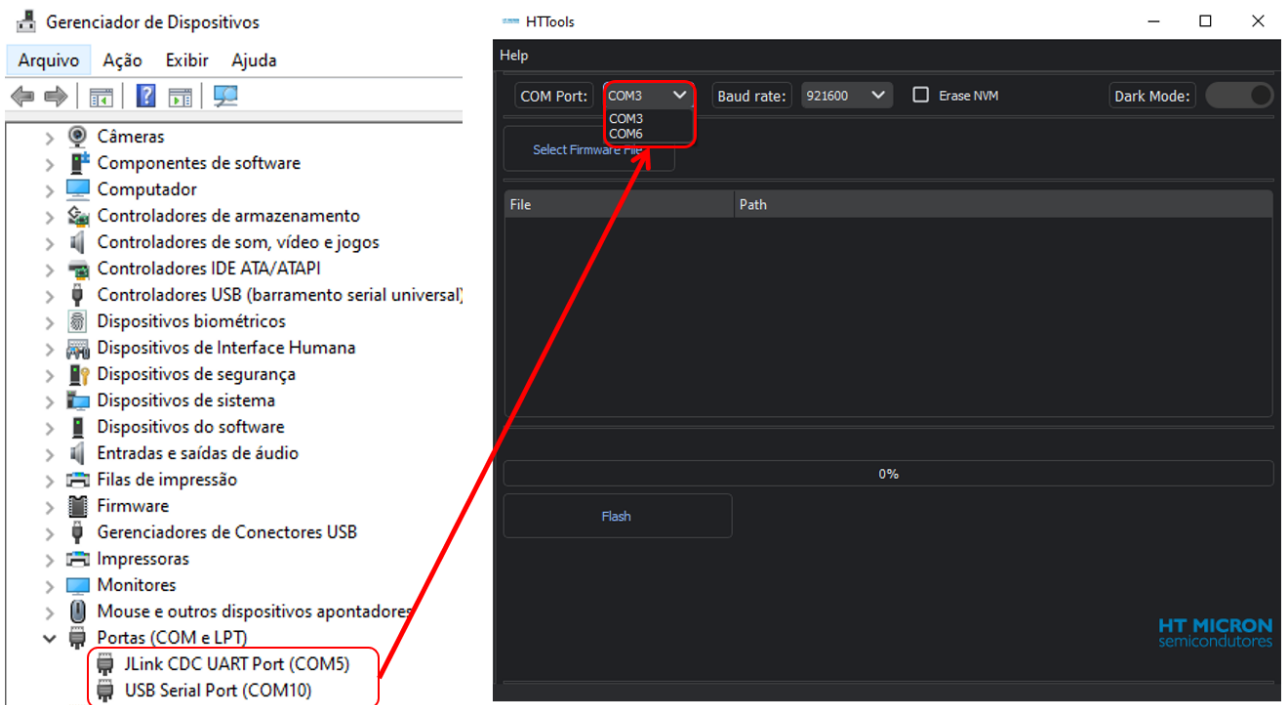 Gerenciador de Dispositivos
Arquivo Ação Exibir Ajuda
Câmeras
Componentes de software
Computador
Controladores de armazenamento
Controladores de som, vídeo e jogos
Controladores IDE ATA/ATAPI
Controladores USB (barramento serial universal)
Dispositivos biométricos
Dispositivos de Interface Humana
Dispositivos de segurança
Dispositivos de sistema
Dispositivos do software
Entradas e saídas de áudio
Filas de impressão
Firmware
Gerenciadores de Conectores USB
Impressoras
Monitores
Mouse e outros dispositivos apontadores
Portas (COM e LPT)
JLink CDC UART Port (COM5)
USB Serial Port (COM10)
HTTools
Help
COM Port: COM3 Baud rate: 921600 Erase NVM Dark Mode:
COM3
COM6
Select Firmware File
File Path
0%
Flash
HT MICRON
semicondutores